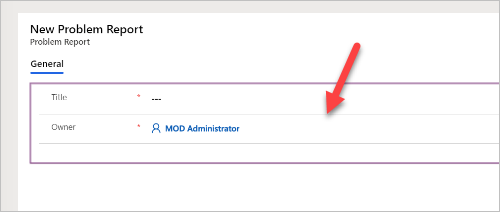 New Problem Report
Problem Report
General
Title * ---
Owner * MOD Administrator